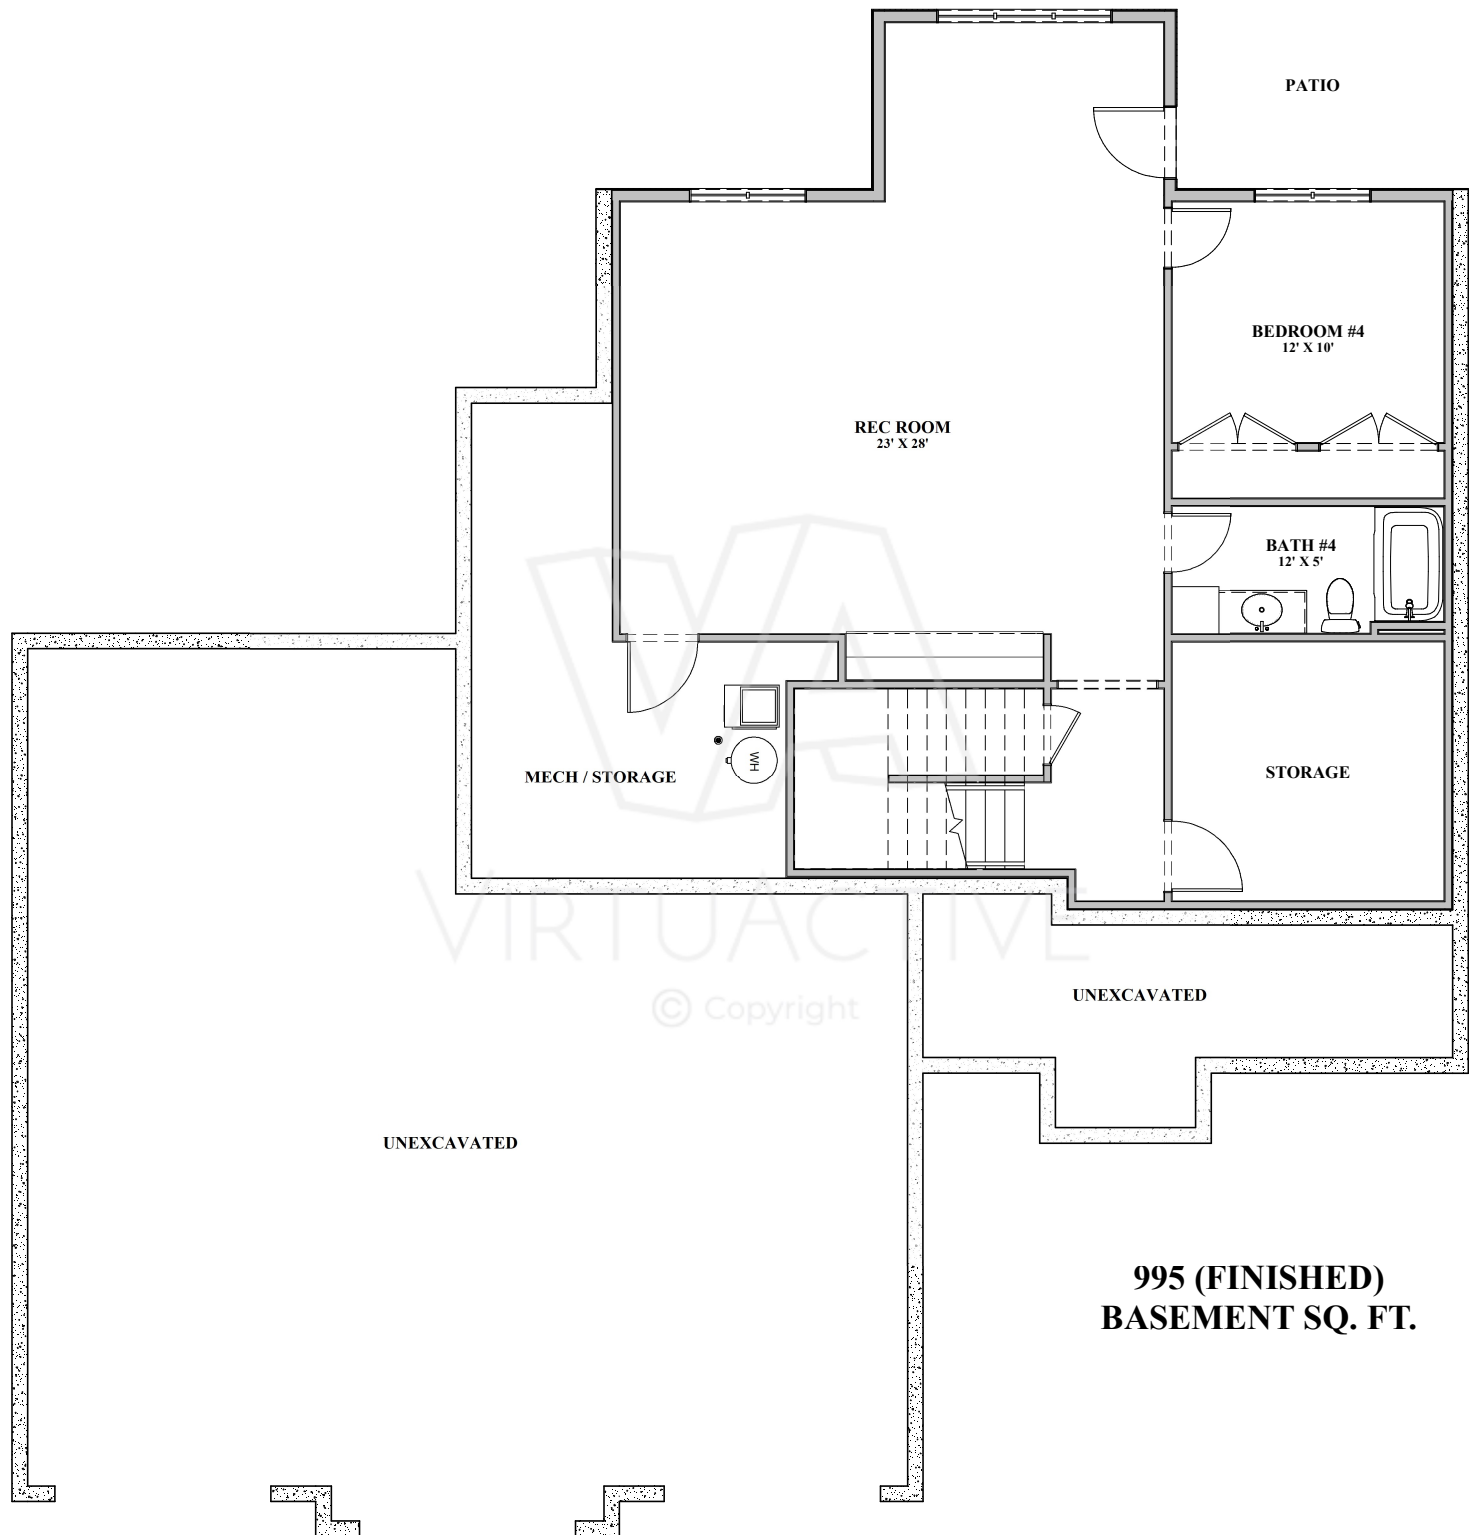 PATIO
BEDROOM #4
12' X 10'
REC ROOM
23' X 28'
BATH #4
12' X 5'
WH
MECH / STORAGE
STORAGE
VA
VIRTUACTIVE
© Copyright
UNEXCAVATED
UNEXCAVATED
995 (FINISHED)
BASEMENT SQ. FT.